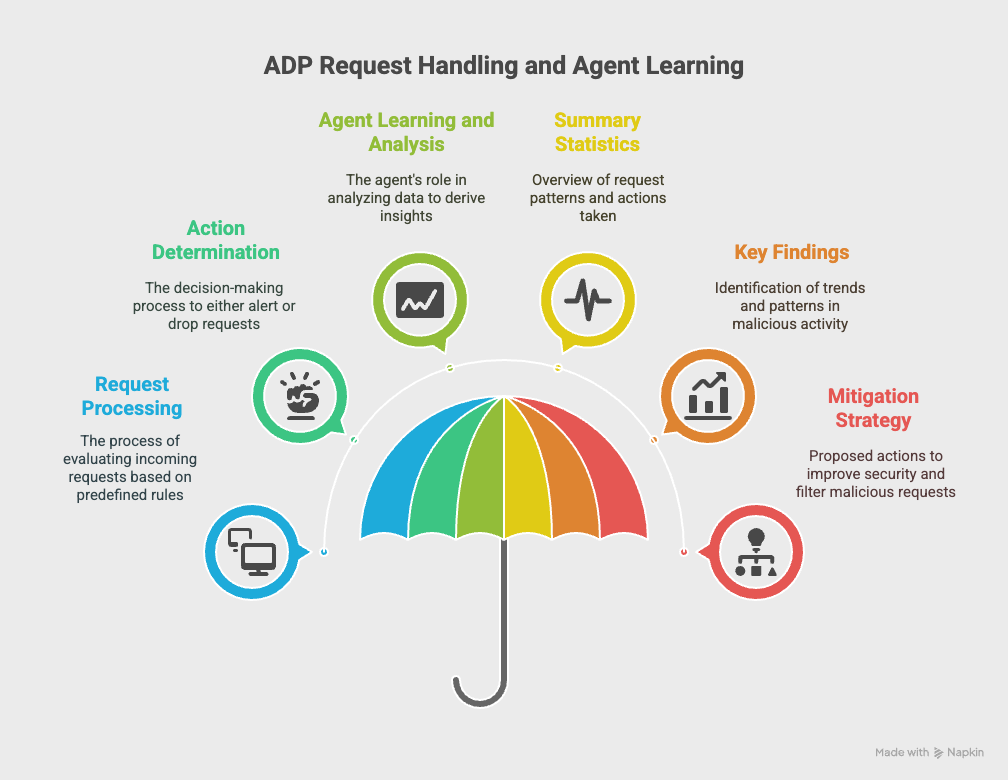 ADP Request Handling and Agent Learning
Agent Learning and
Analysis
The agent's role in
analyzing data to derive
insights
Summary
Statistics
Overview of request
patterns and actions
taken
Action
Determination
The decision-making
process to either alert or
drop requests
Key Findings
Identification of trends
and patterns in
malicious activity
Request
Processing
The process of
evaluating incoming
requests based on
predefined rules
Mitigation
Strategy
Proposed actions to
improve security and
filter malicious requests
Made with Napkin